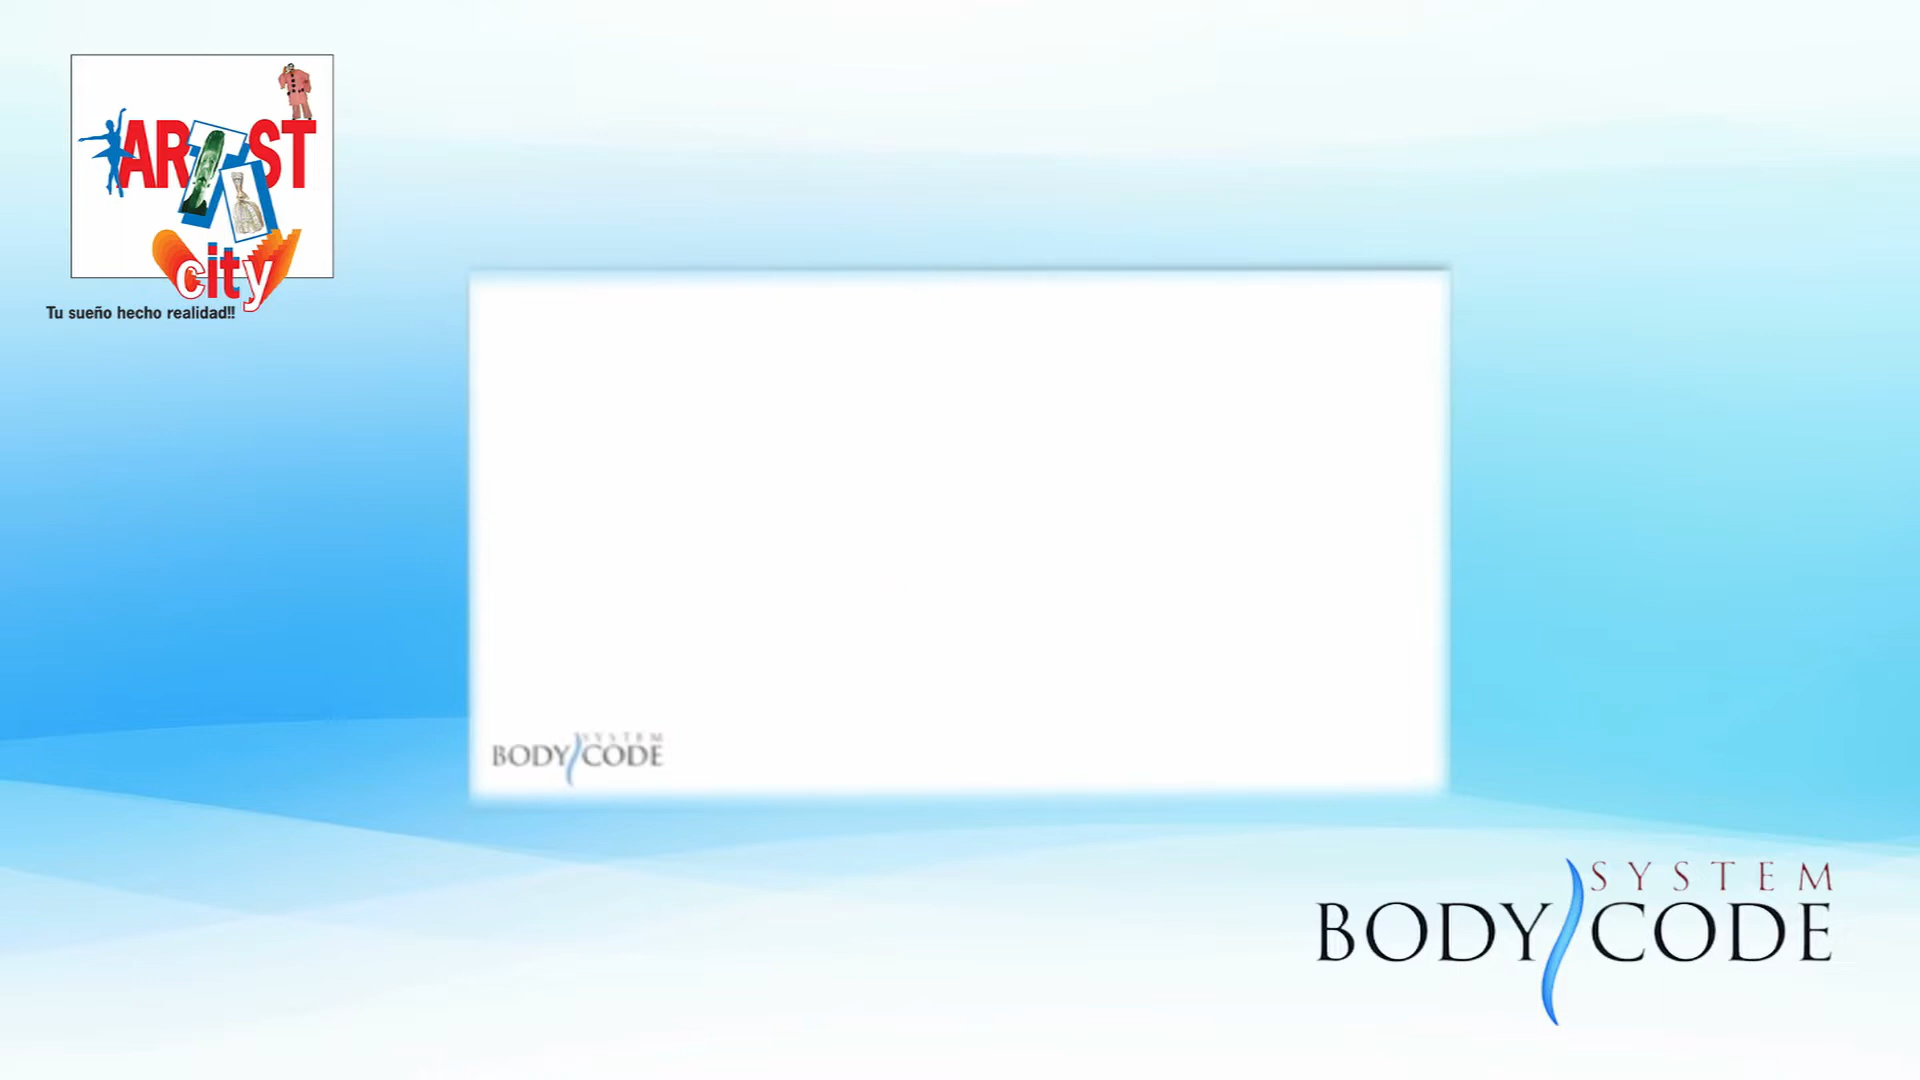 ARTIST
city
Tu sueño hecho realidad!!
SYSTEM
BODY CODE
SYSTEM
BODY CODE